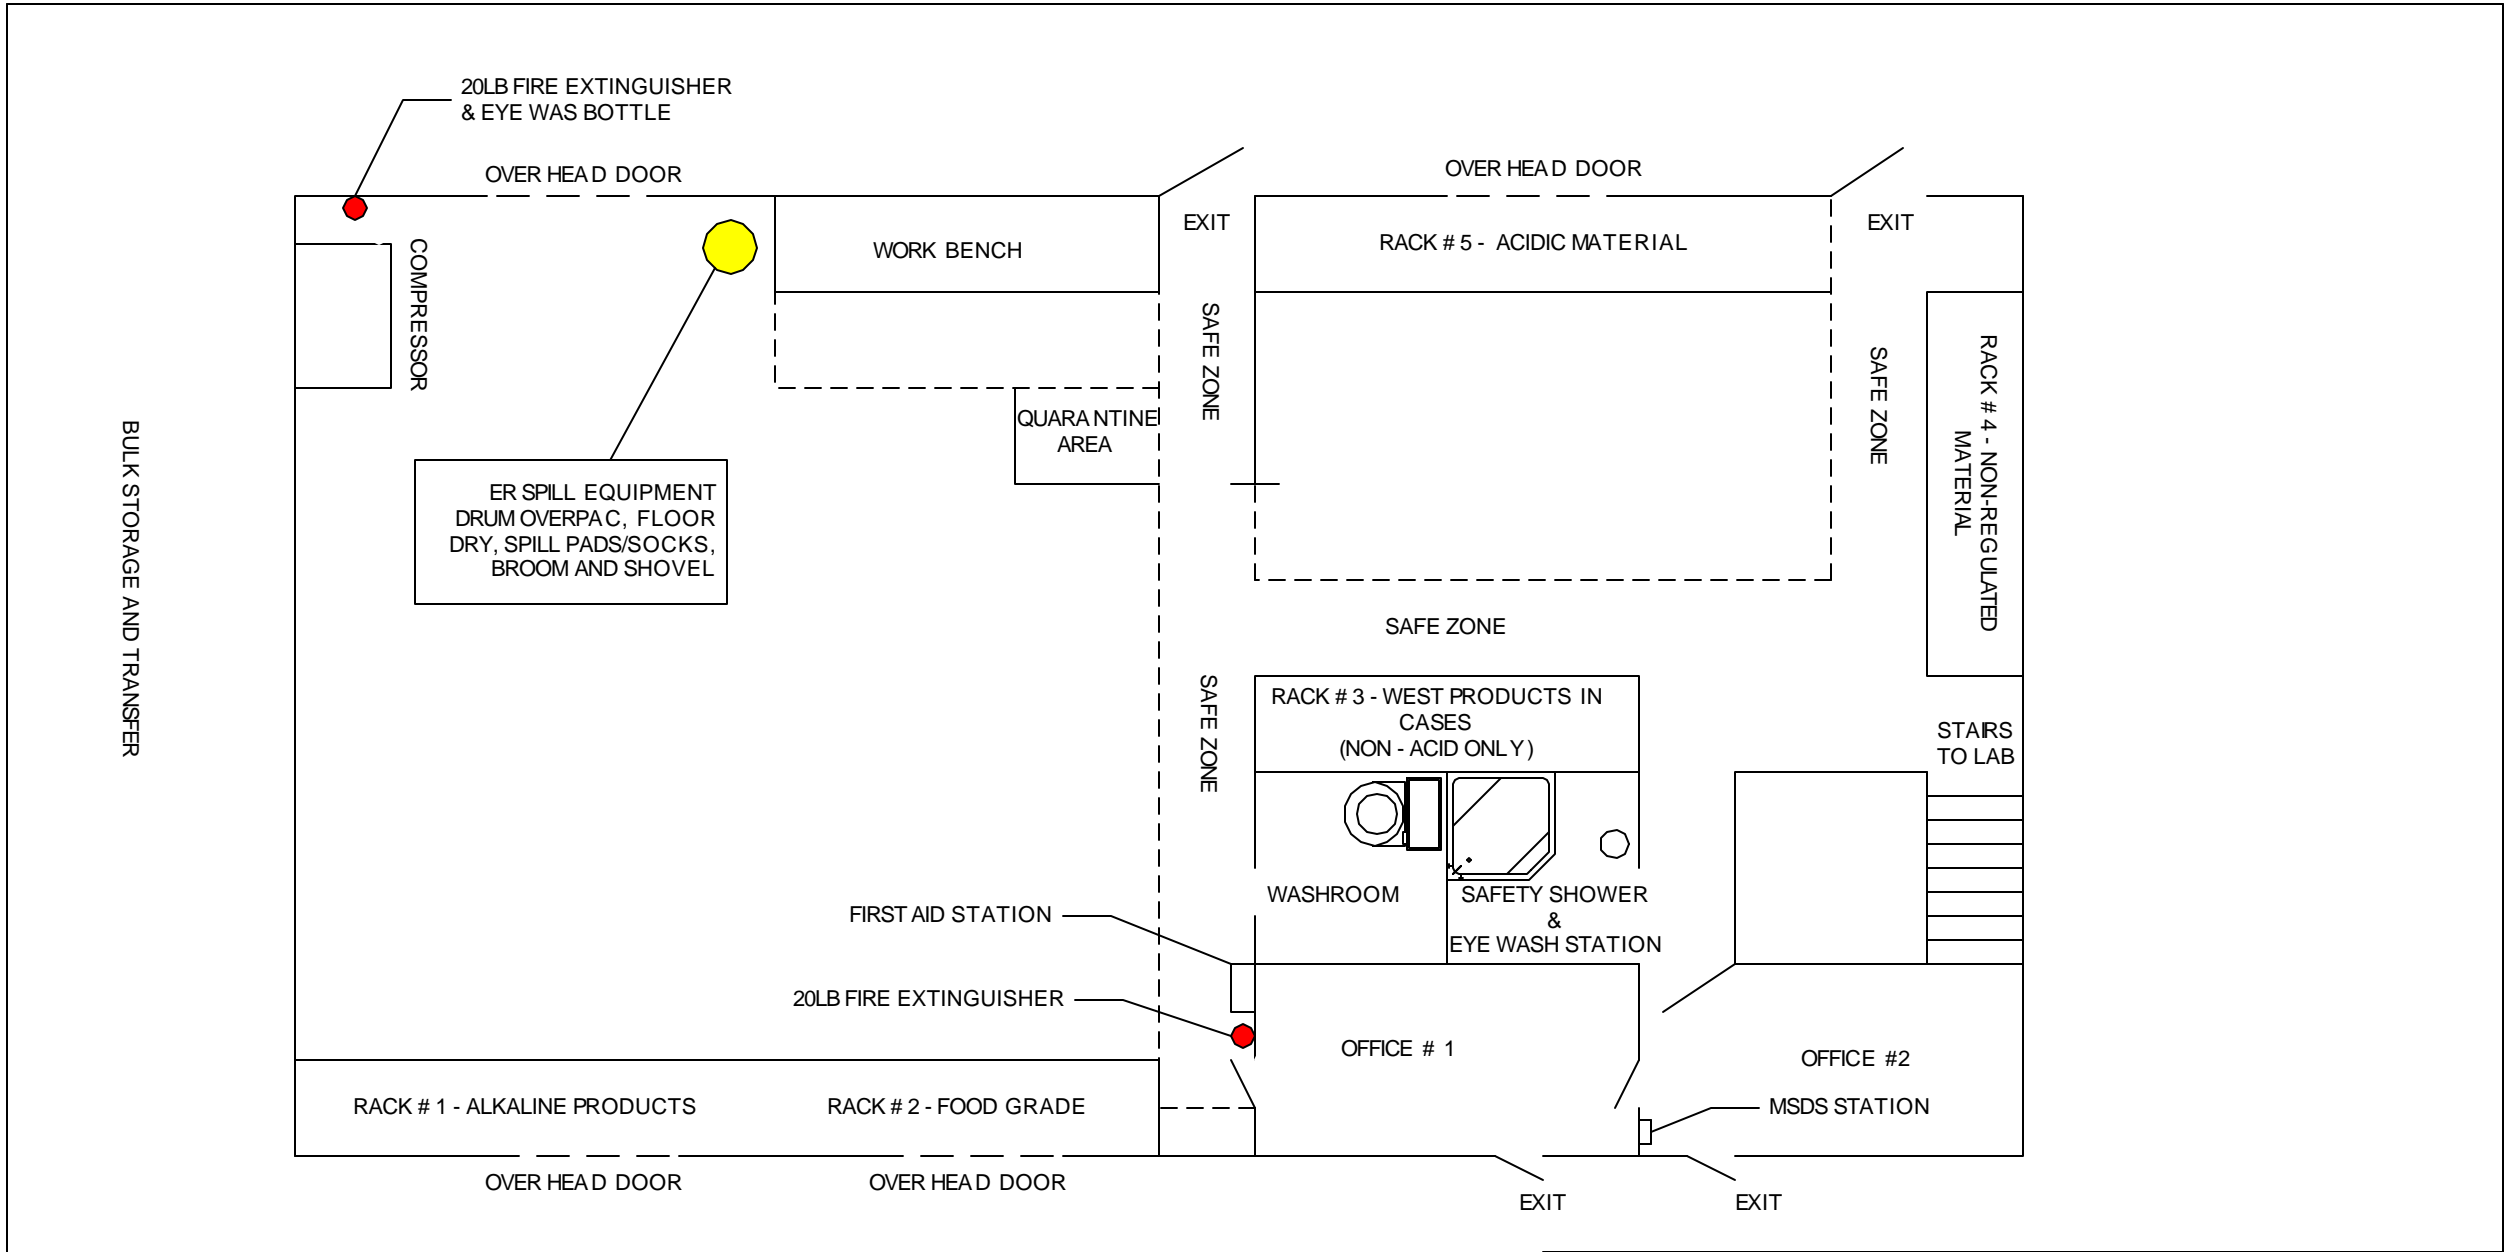 20LB FIRE EXTINGUISHER
& EYE WAS BOTTLE
OVER HEAD DOOR
OVER HEAD DOOR
EXIT
EXIT
WORK BENCH
RACK # 5 - ACIDIC MATERIAL
COMPRESSOR
SAFE ZONE
SAFE ZONE
RACK # 4 - NON-REGULATED
MATERIAL
QUARANTINE
AREA
BULK STORAGE AND TRANSFER
ER SPILL EQUIPMENT
DRUM OVERPAC, FLOOR
DRY, SPILL PADS/SOCKS,
BROOM AND SHOVEL
SAFE ZONE
SAFE ZONE
RACK # 3 - WEST PRODUCTS IN
CASES
(NON - ACID ONLY)
STAIRS
TO LAB
WASHROOM
SAFETY SHOWER
&
EYE WASH STATION
FIRST AID STATION
20LB FIRE EXTINGUISHER
OFFICE # 1
OFFICE #2
RACK # 1 - ALKALINE PRODUCTS
RACK # 2 - FOOD GRADE
MSDS STATION
OVER HEAD DOOR
OVER HEAD DOOR
EXIT
EXIT